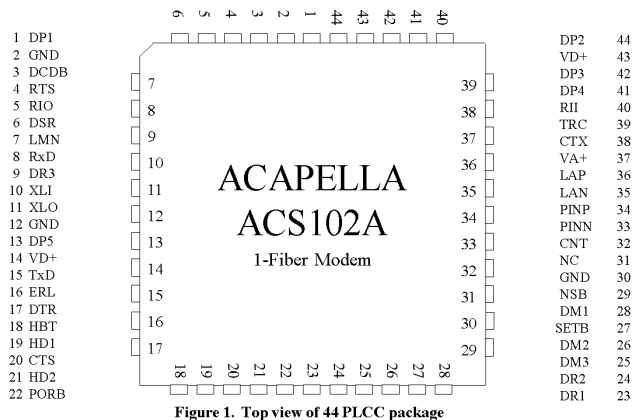 6 5 4 3 2 1 44 43 42 41 40
1 DP1
2 GND
3 DCDB
4 RTS
5 RIO
6 DSR
7 LMN
8 RxD
9 DR3
10 XLI
11 XLO
12 GND
13 DP5
14 VD+
15 TxD
16 ERL
17 DTR
18 HBT
19 HD1
20 CTS
21 HD2
22 PORB
7
8
9
10
11
12
13
14
15
16
17
ACAPELLA
ACS102A
1-Fiber Modem
39
38
37
36
35
34
33
32
31
30
29
DP2 44
VD+ 43
DP3 42
DP4 41
RII 40
TRC 39
CTX 38
VA+ 37
LAP 36
LAN 35
PINP 34
PINN 33
CNT 32
NC 31
GND 30
NSB 29
DM1 28
SETB 27
DM2 26
DM3 25
DR2 24
DR1 23
18 19 20 21 22 23 24 25 26 27 28
Figure 1. Top view of 44 PLCC package